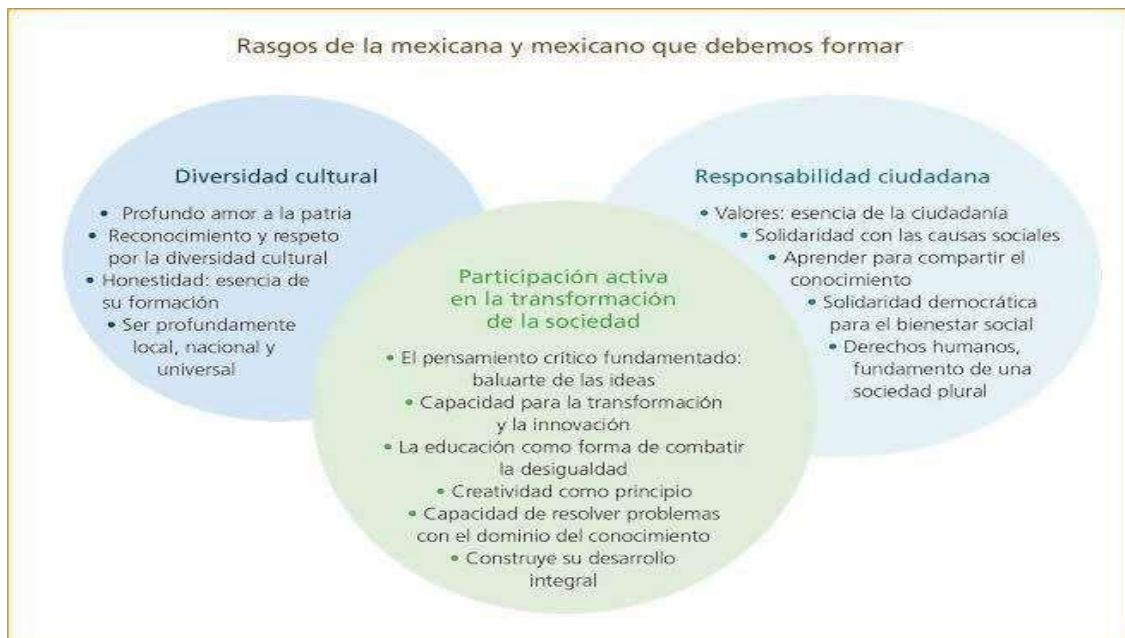 Rasgos de la mexicana y mexicano que debemos formar
Diversidad cultural
• Profundo amor a la patria
• Reconocimiento y respeto
por la diversidad cultural
• Honestidad: esencia de
su formación
• Ser profundamente
local, nacional y
universal
Participación activa
en la transformación
de la sociedad
• El pensamiento crítico fundamentado:
baluarte de las ideas
• Capacidad para la transformación
y la innovación
• La educación como forma de combatir
la desigualdad
• Creatividad como principio
• Capacidad de resolver problemas
con el dominio del conocimiento
• Construye su desarrollo
integral
Responsabilidad ciudadana
• Valores: esencia de la ciudadanía
• Solidaridad con las causas sociales
• Aprender para compartir el
conocimiento
• Solidaridad democrática
para el bienestar social
• Derechos humanos,
fundamento de una
sociedad plural